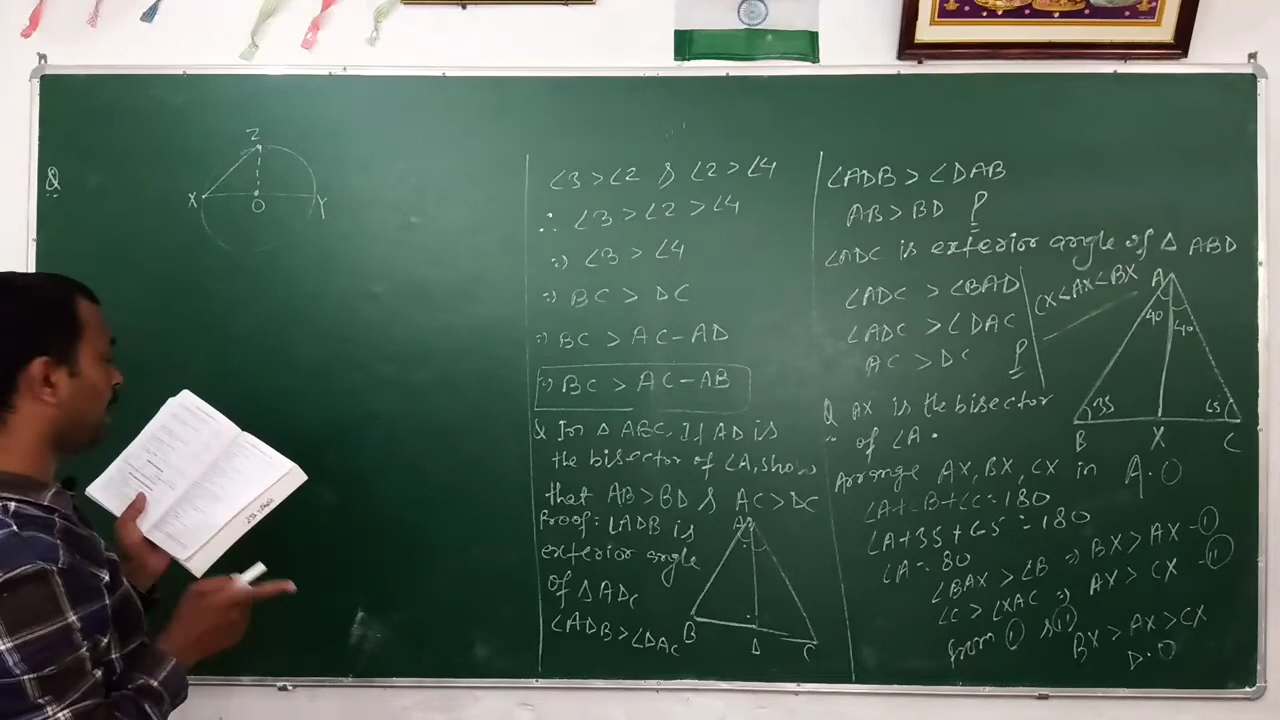 Q
Z
X
O
Y
∠3 > ∠2 & ∠2 > ∠4
∴ ∠3 > ∠2 > ∠4
⇒ ∠3 > ∠4
⇒ BC > DC
⇒ BC > AC - AD
⇒ BC > AC - AB
Q In △ ABC, If AD is
the bisector of ∠A, show
that AB > BD & AC > DC
Proof: ∠ADB is
exterior angle
of △ ADC
∠ADB > ∠DAC
A
B
D
C
∠ADB > ∠DAB
AB > BD P
∠ADC is exterior angle of △ ABD
∠ADC > ∠BAD
∠ADC > ∠DAC
AC > DC P
CX < AX < BX
A
40
40
35
65
B
X
C
Q AX is the bisector
of ∠A.
Arrange AX, BX, CX in A.O
∠A + B + ∠C = 180
∠A + 35 + 65 = 180
∠A = 80
∠BAX > ∠B ⇒ BX > AX - (I)
∠C > ∠XAC ⇒ AX > CX - (II)
from (I) & (II)
BX > AX > CX
D.O